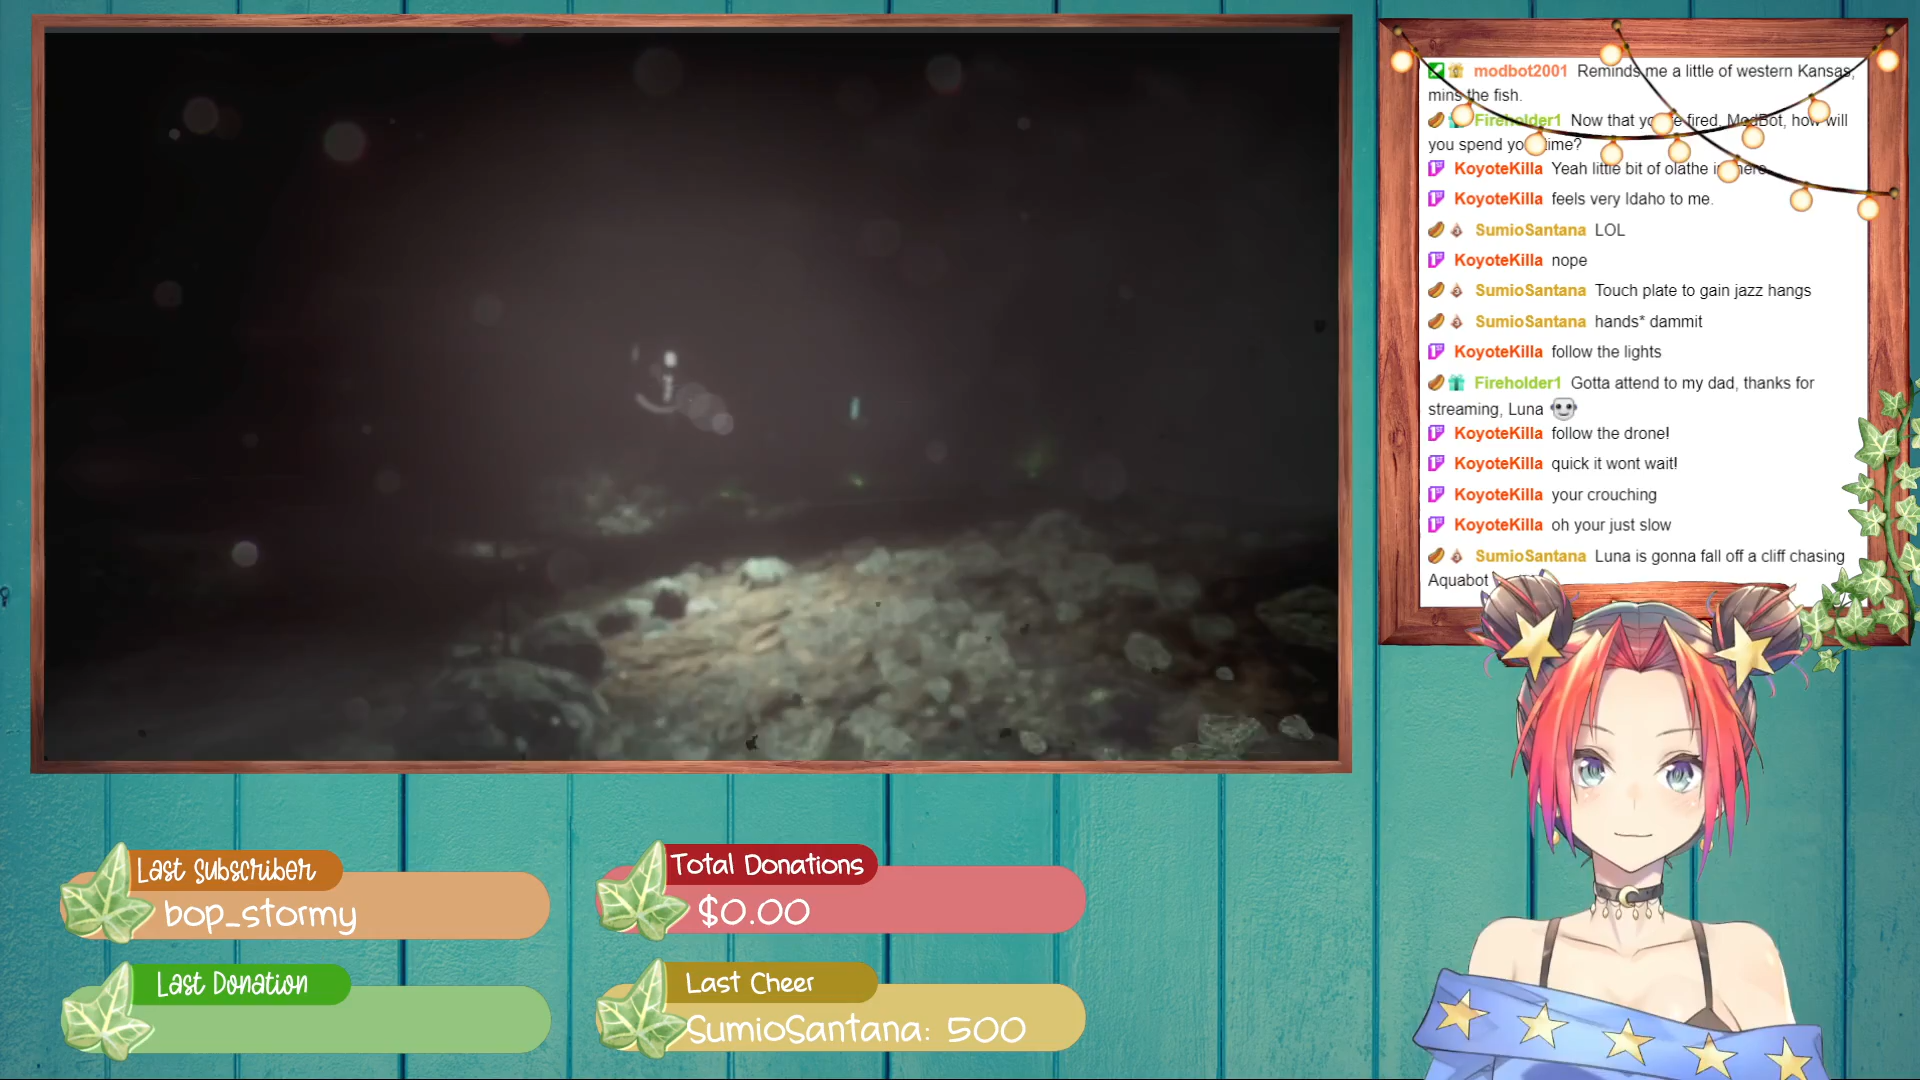 modbot2001 Reminds me a little of western Kansas,
mins the fish.
Fireholder1 Now that fired, ModBot, how will
you spend time?
KoyoteKilla Yeah little bit of olathe
KoyoteKilla feels very Idaho to me.
SumioSantana LOL
KoyoteKilla nope
SumioSantana Touch plate to gain jazz hangs
SumioSantana hands* dammit
KoyoteKilla follow the lights
Fireholder1 Gotta attend to my dad, thanks for
streaming, Luna
KoyoteKilla follow the drone!
KoyoteKilla quick it wont wait!
KoyoteKilla your crouching
KoyoteKilla oh your just slow
SumioSantana Luna is gonna fall off a cliff chasing
Aquabot
Last Subscriber
bop_stormy
Total Donations
$0.00
Last Donation
Last Cheer
SumioSantana: 500